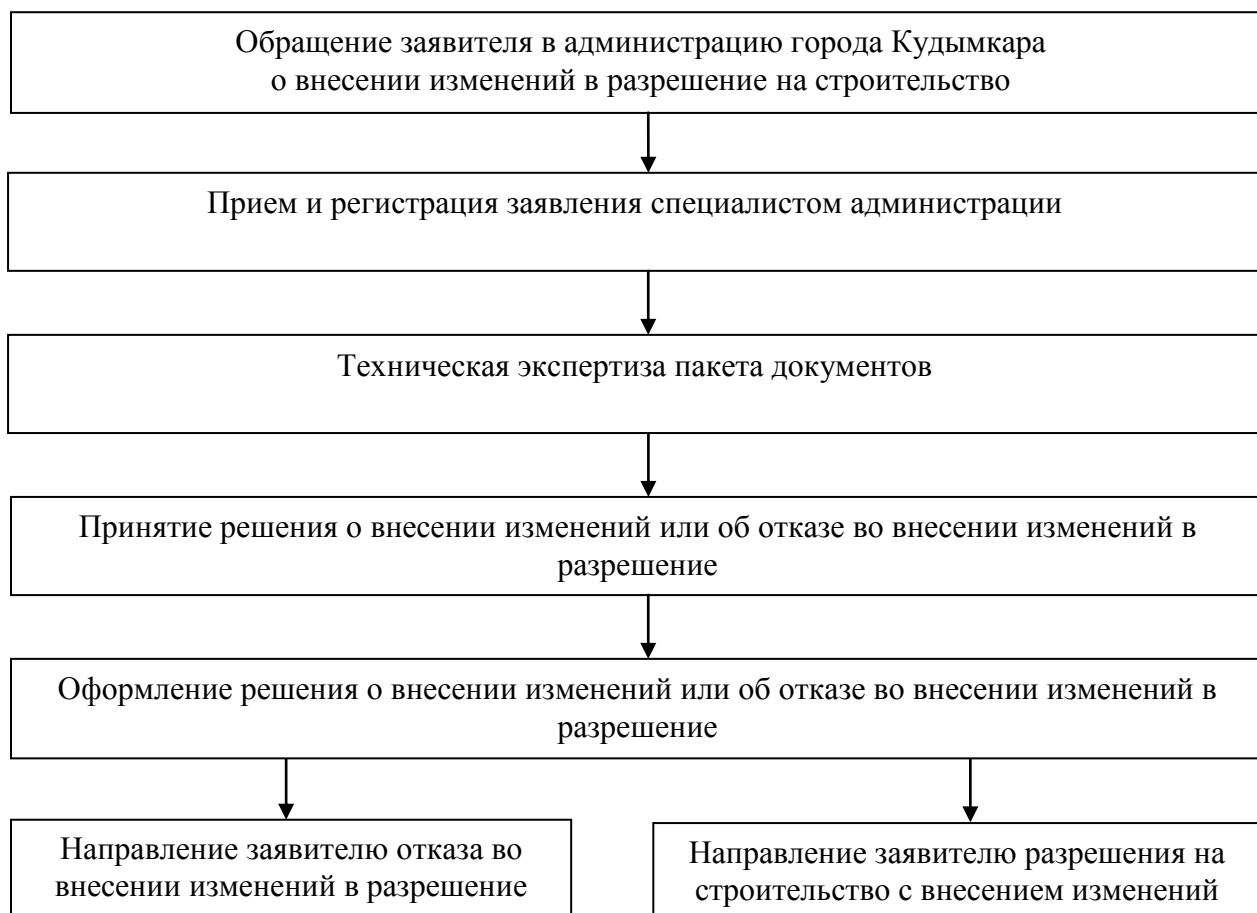 Обращение заявителя в администрацию города Кудымкара
о внесении изменений в разрешение на строительство
Прием и регистрация заявления специалистом администрации
Техническая экспертиза пакета документов
Принятие решения о внесении изменений или об отказе во внесении изменений в
разрешение
Оформление решения о внесении изменений или об отказе во внесении изменений в
разрешение
Направление заявителю отказа во
внесении изменений в разрешение
Направление заявителю разрешения на
строительство с внесением изменений